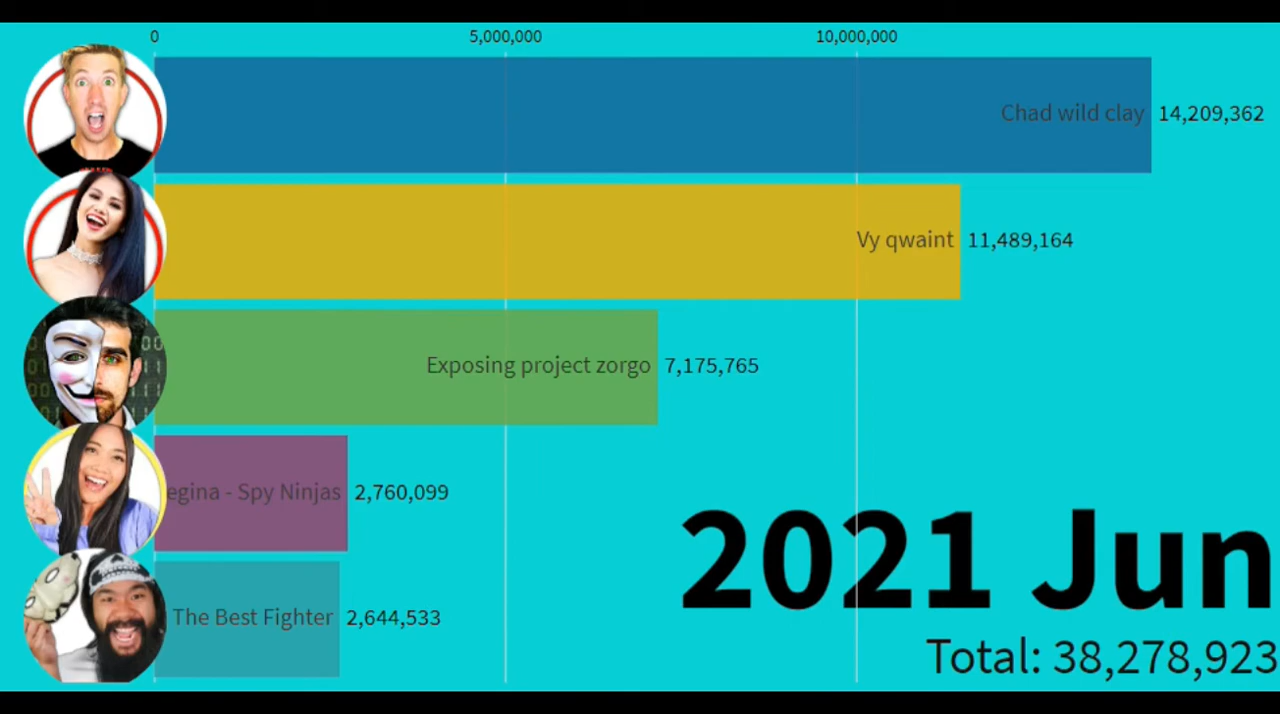 0 5,000,000 10,000,000
Chad wild clay 14,209,362
Vy qwaint 11,489,164
Exposing project zorgo 7,175,765
egina - Spy Ninjas 2,760,099
The Best Fighter 2,644,533
2021 Jun
Total: 38,278,923